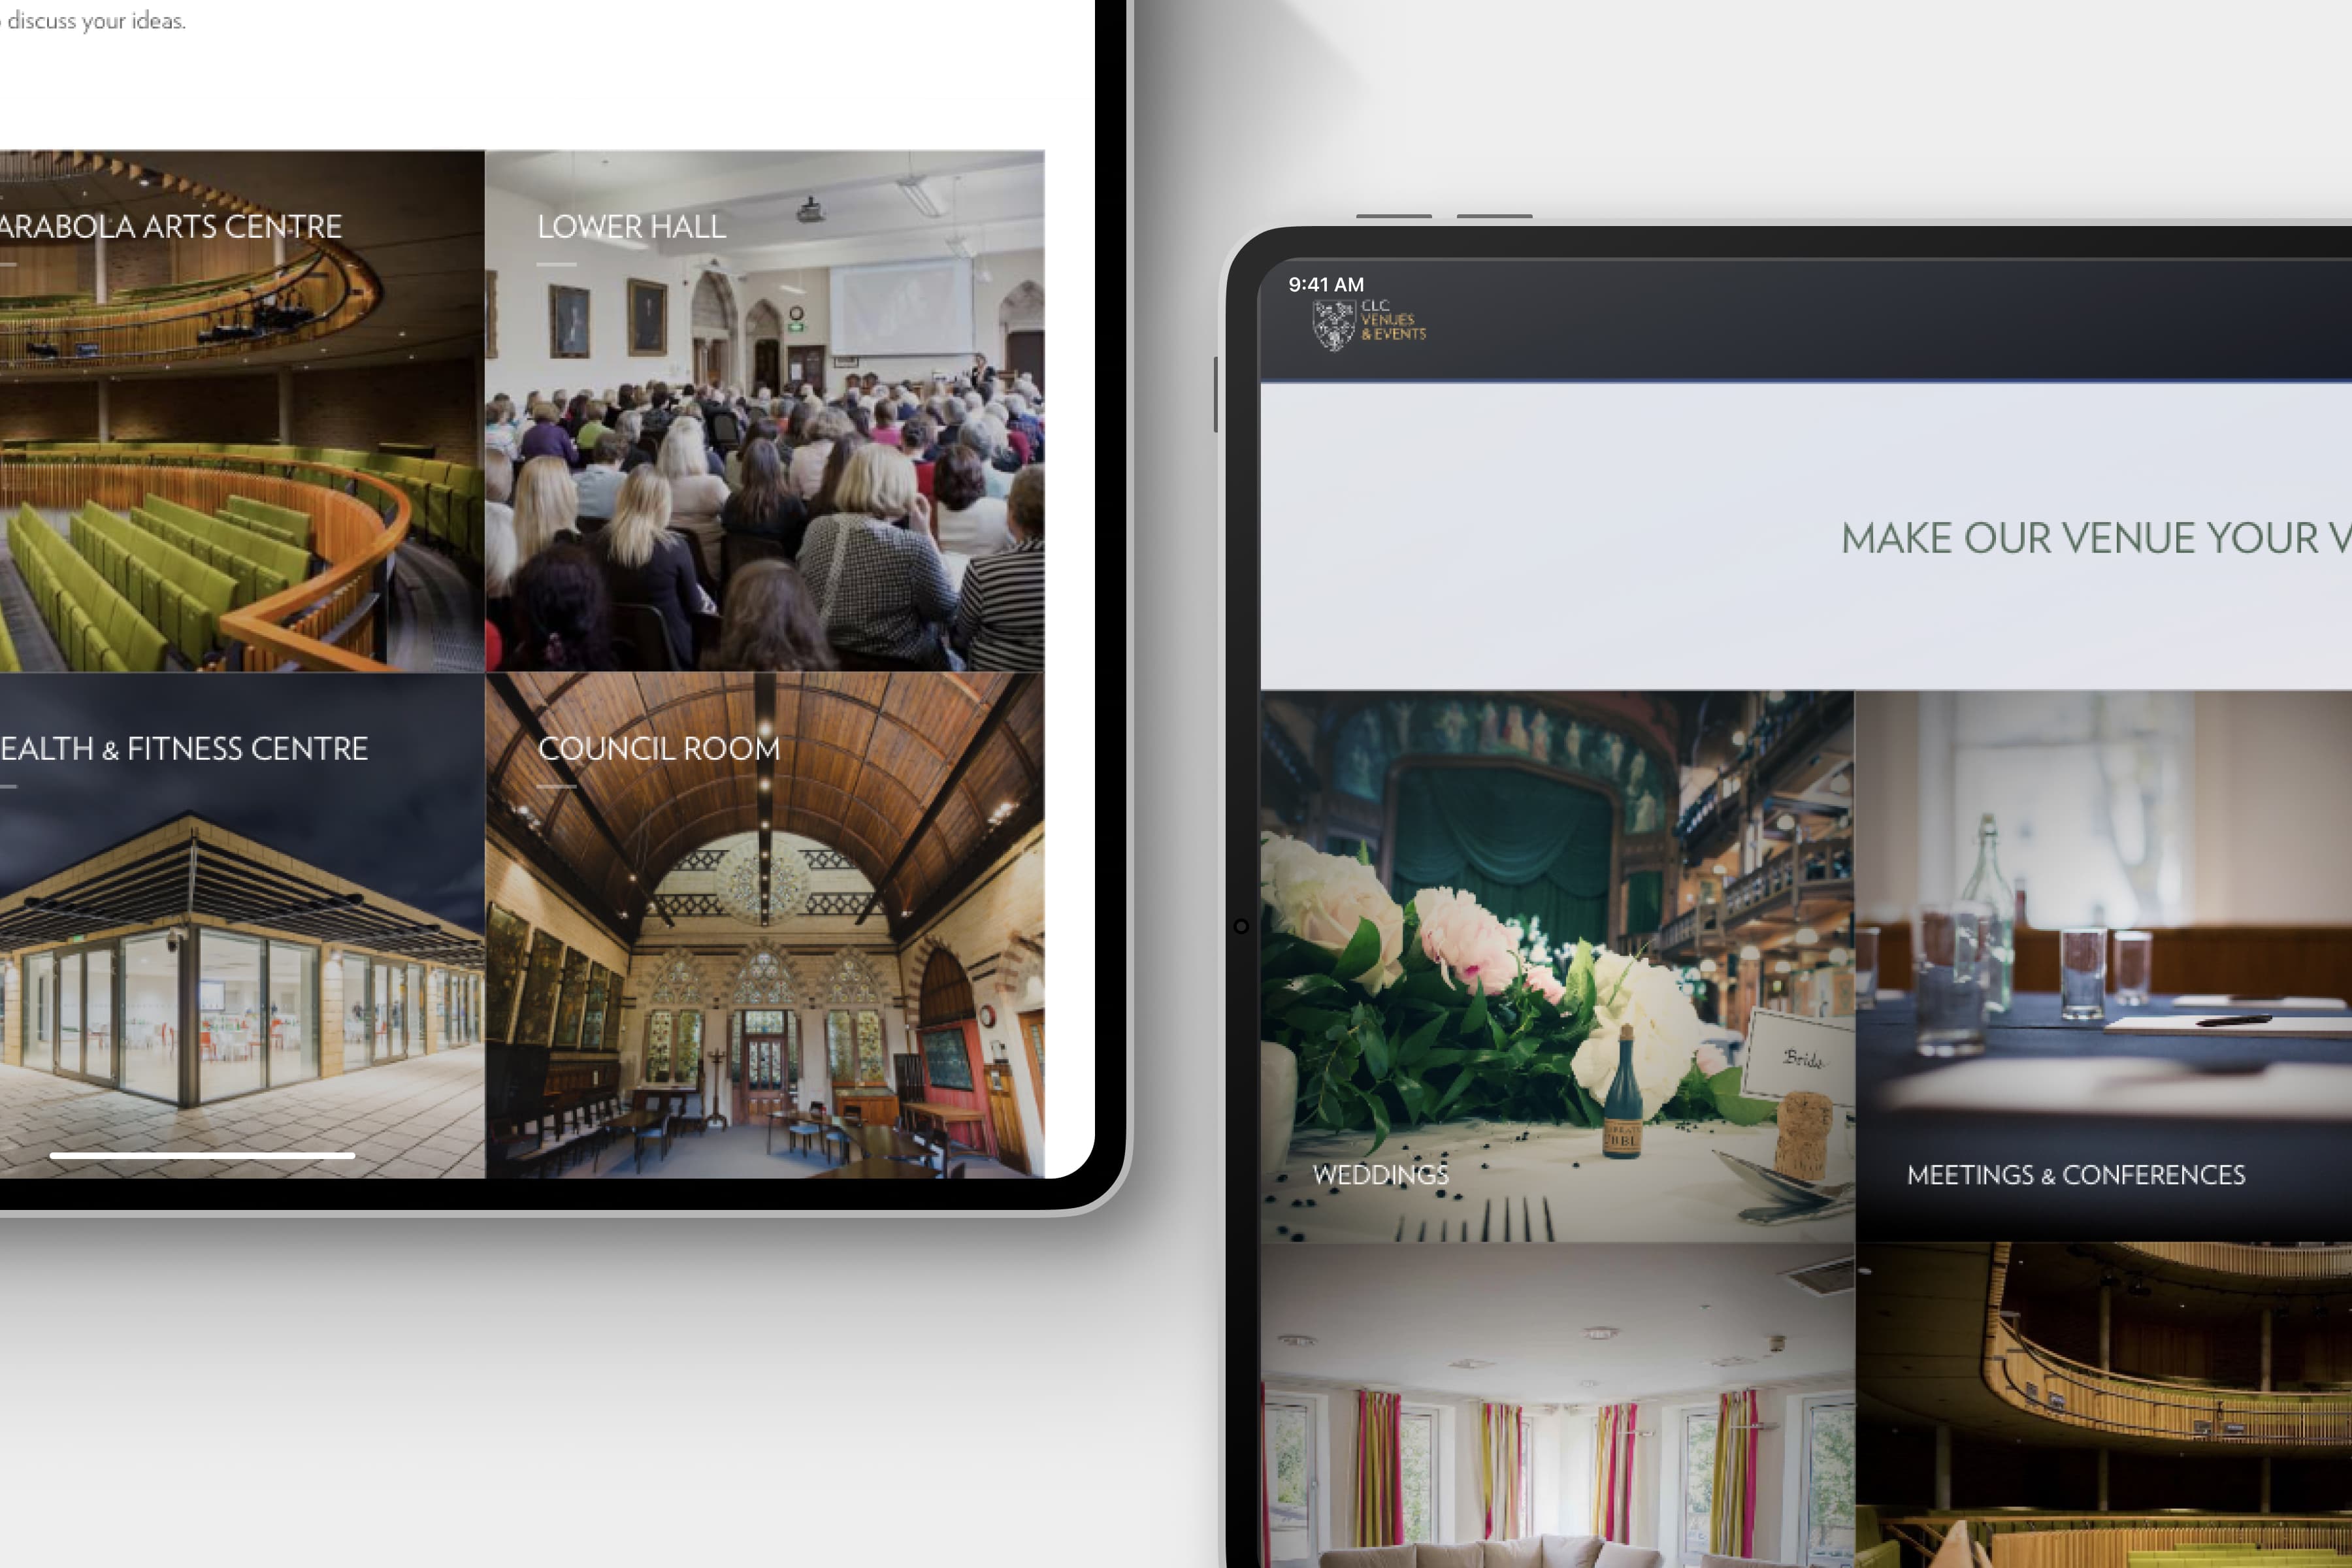 discuss your ideas.
ARABOLA ARTS CENTRE
LOWER HALL
EALTH & FITNESS CENTRE
COUNCIL ROOM
9:41 AM
CLC
VENUES
& EVENTS
MAKE OUR VENUE YOUR V
Bride
WEDDINGS
MEETINGS & CONFERENCES